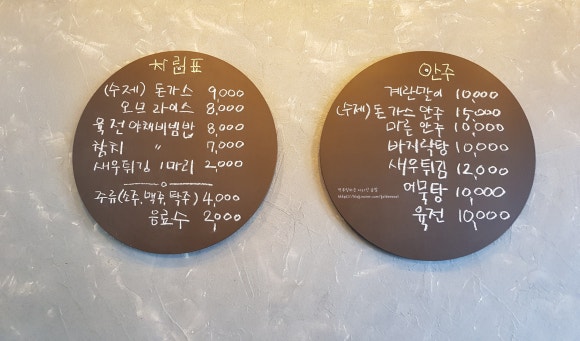 차림표
(수제) 돈가스 9,000
오므라이스 8,000
육전야채비빔밥 8,000
참치 〃 7,000
새우튀김 1마리 2,000
주류(소주,맥주,탁주) 4,000
음료수 2,000
안주
계란말이 10,000
(수제)돈가스 안주 15,000
마른 안주 10,000
바지락탕 10,000
새우튀김 12,000
어묵탕 10,000
육전 10,000